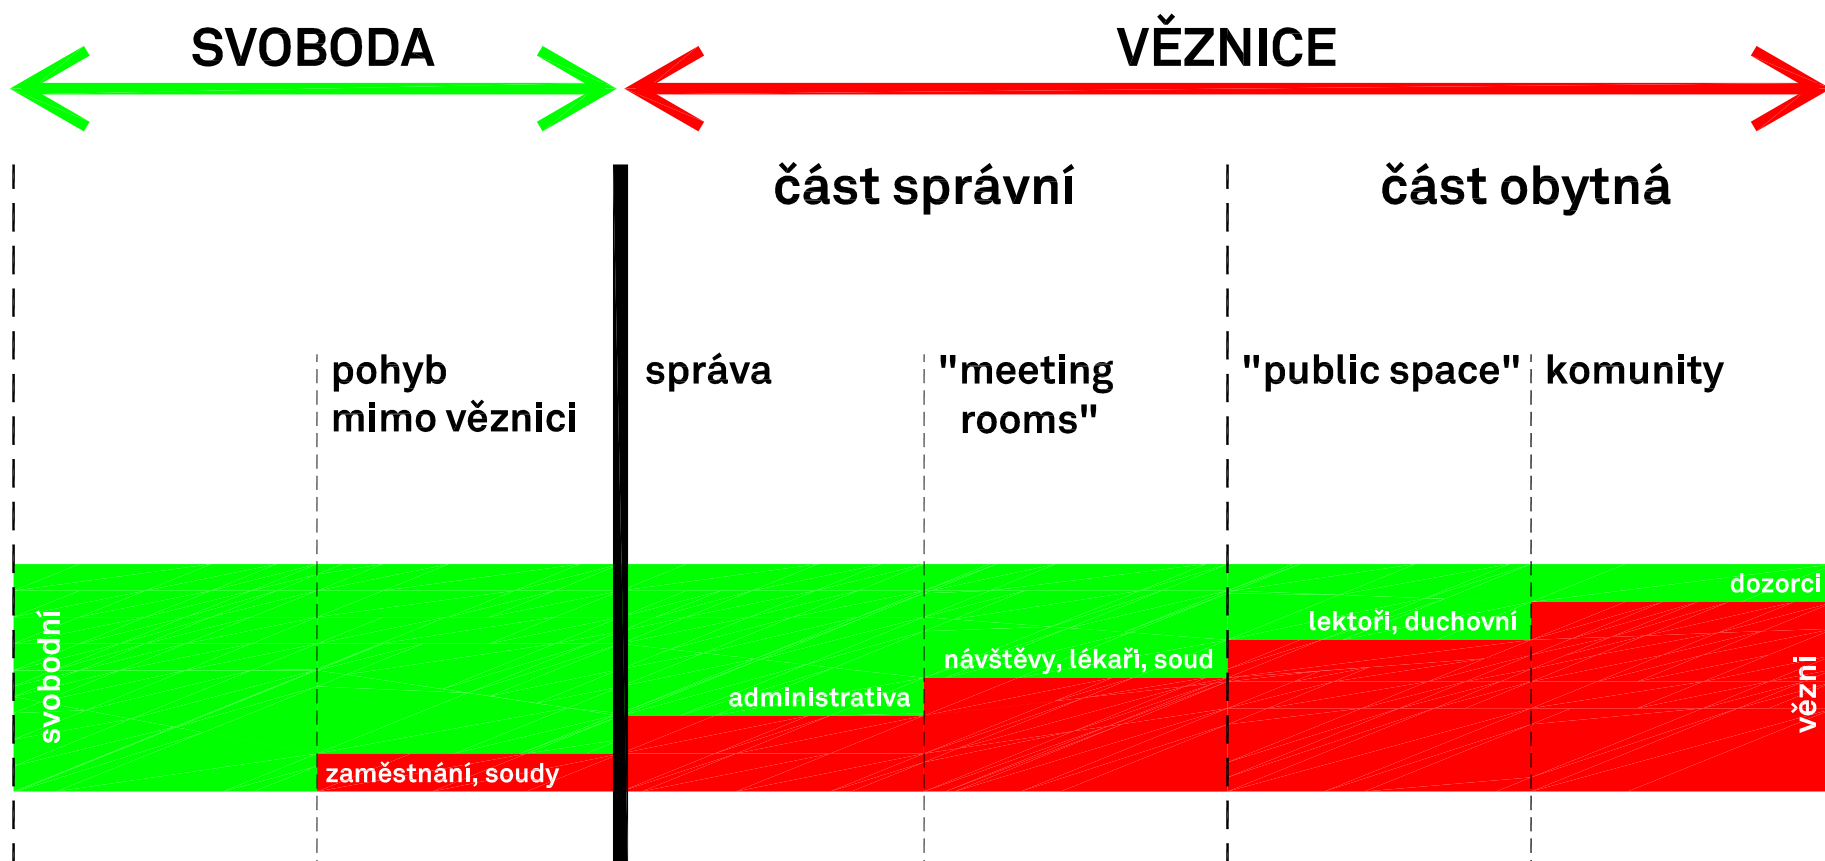 SVOBODA
VĚZNICE
část správní
část obytná
pohyb
mimo věznici
správa
"meeting
rooms"
"public space"
komunity
svobodní
zaměstnání, soudy
administrativa
návštěvy, lékaři, soud
lektoři, duchovní
dozorci
vězni